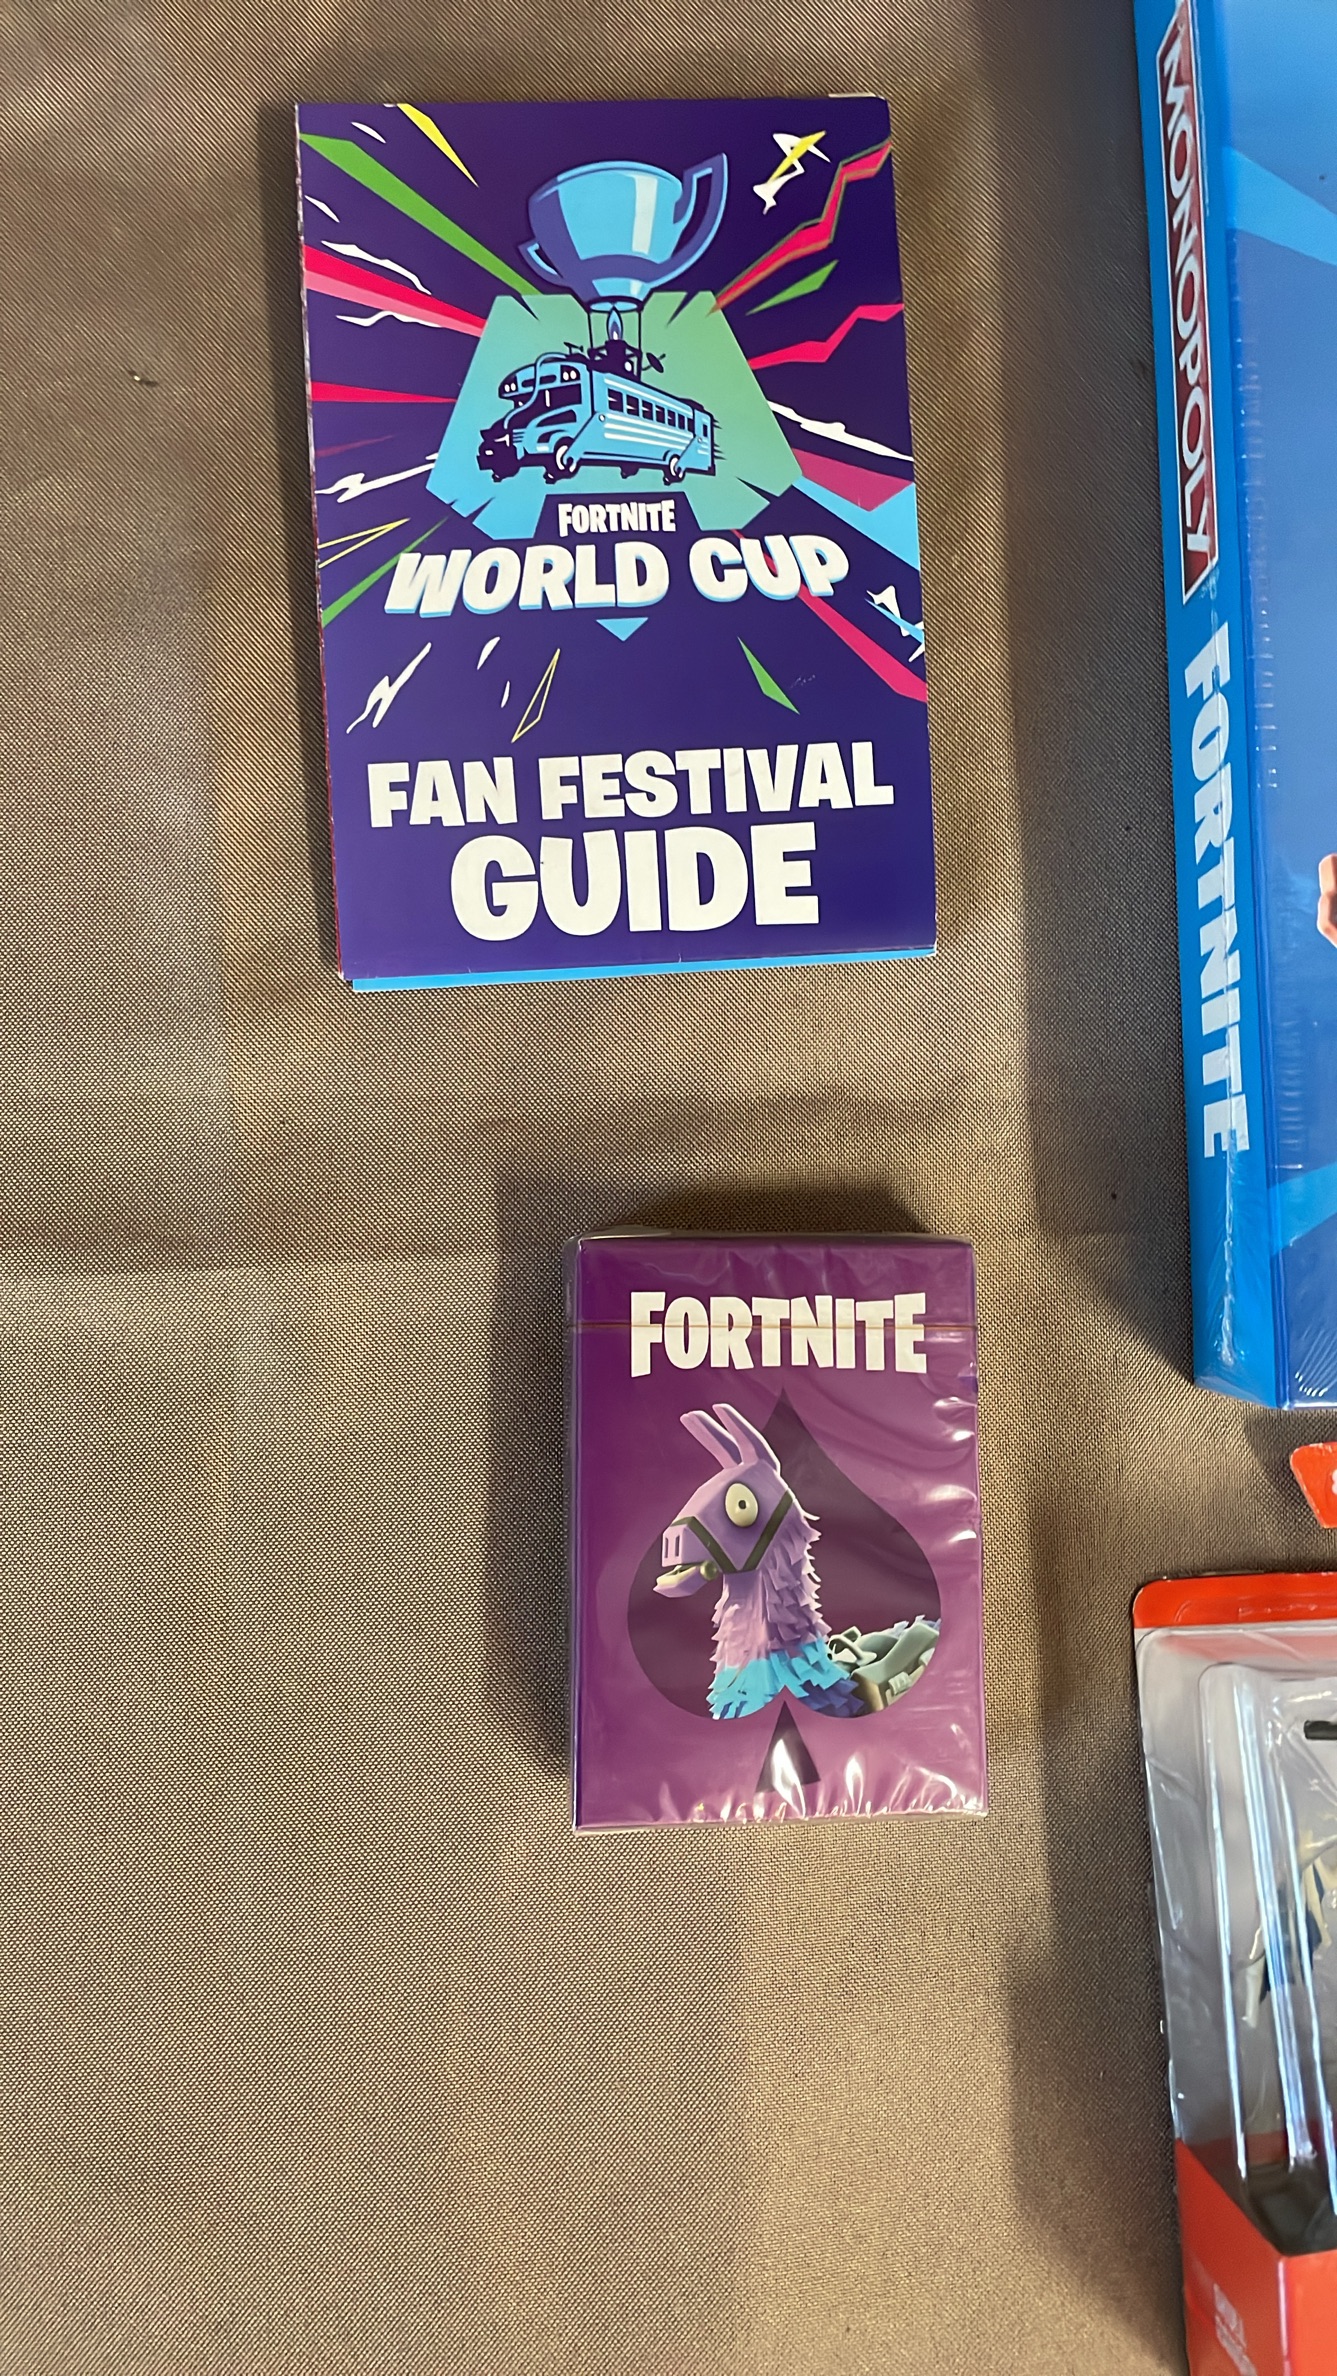 FORTNITE
WORLD CUP
FAN FESTIVAL
GUIDE
MONOPOLY
FORTNITE
FORTNITE